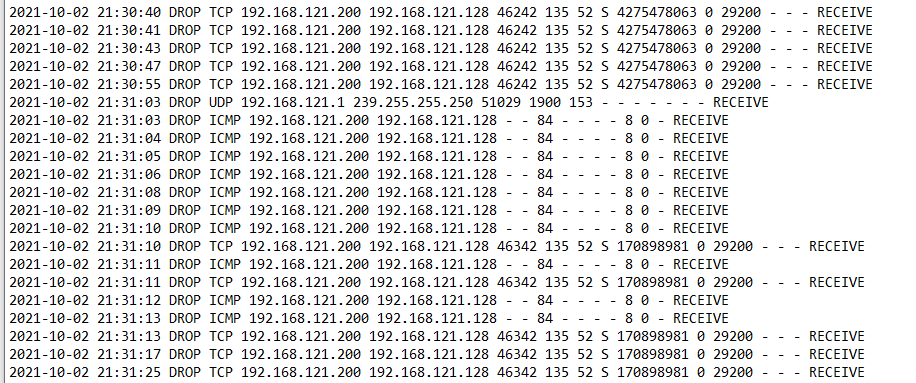 2021-10-02 21:30:40 DROP TCP 192.168.121.200 192.168.121.128 46242 135 52 S 4275478063 0 29200 - - - RECEIVE
2021-10-02 21:30:41 DROP TCP 192.168.121.200 192.168.121.128 46242 135 52 S 4275478063 0 29200 - - - RECEIVE
2021-10-02 21:30:43 DROP TCP 192.168.121.200 192.168.121.128 46242 135 52 S 4275478063 0 29200 - - - RECEIVE
2021-10-02 21:30:47 DROP TCP 192.168.121.200 192.168.121.128 46242 135 52 S 4275478063 0 29200 - - - RECEIVE
2021-10-02 21:30:55 DROP TCP 192.168.121.200 192.168.121.128 46242 135 52 S 4275478063 0 29200 - - - RECEIVE
2021-10-02 21:31:03 DROP UDP 192.168.121.1 239.255.255.250 51029 1900 153 - - - - - - - RECEIVE
2021-10-02 21:31:03 DROP ICMP 192.168.121.200 192.168.121.128 - - 84 - - - - 8 0 - RECEIVE
2021-10-02 21:31:04 DROP ICMP 192.168.121.200 192.168.121.128 - - 84 - - - - 8 0 - RECEIVE
2021-10-02 21:31:05 DROP ICMP 192.168.121.200 192.168.121.128 - - 84 - - - - 8 0 - RECEIVE
2021-10-02 21:31:06 DROP ICMP 192.168.121.200 192.168.121.128 - - 84 - - - - 8 0 - RECEIVE
2021-10-02 21:31:08 DROP ICMP 192.168.121.200 192.168.121.128 - - 84 - - - - 8 0 - RECEIVE
2021-10-02 21:31:09 DROP ICMP 192.168.121.200 192.168.121.128 - - 84 - - - - 8 0 - RECEIVE
2021-10-02 21:31:10 DROP ICMP 192.168.121.200 192.168.121.128 - - 84 - - - - 8 0 - RECEIVE
2021-10-02 21:31:10 DROP TCP 192.168.121.200 192.168.121.128 46342 135 52 S 170898981 0 29200 - - - RECEIVE
2021-10-02 21:31:11 DROP ICMP 192.168.121.200 192.168.121.128 - - 84 - - - - 8 0 - RECEIVE
2021-10-02 21:31:11 DROP TCP 192.168.121.200 192.168.121.128 46342 135 52 S 170898981 0 29200 - - - RECEIVE
2021-10-02 21:31:12 DROP ICMP 192.168.121.200 192.168.121.128 - - 84 - - - - 8 0 - RECEIVE
2021-10-02 21:31:13 DROP ICMP 192.168.121.200 192.168.121.128 - - 84 - - - - 8 0 - RECEIVE
2021-10-02 21:31:13 DROP TCP 192.168.121.200 192.168.121.128 46342 135 52 S 170898981 0 29200 - - - RECEIVE
2021-10-02 21:31:17 DROP TCP 192.168.121.200 192.168.121.128 46342 135 52 S 170898981 0 29200 - - - RECEIVE
2021-10-02 21:31:25 DROP TCP 192.168.121.200 192.168.121.128 46342 135 52 S 170898981 0 29200 - - - RECEIVE